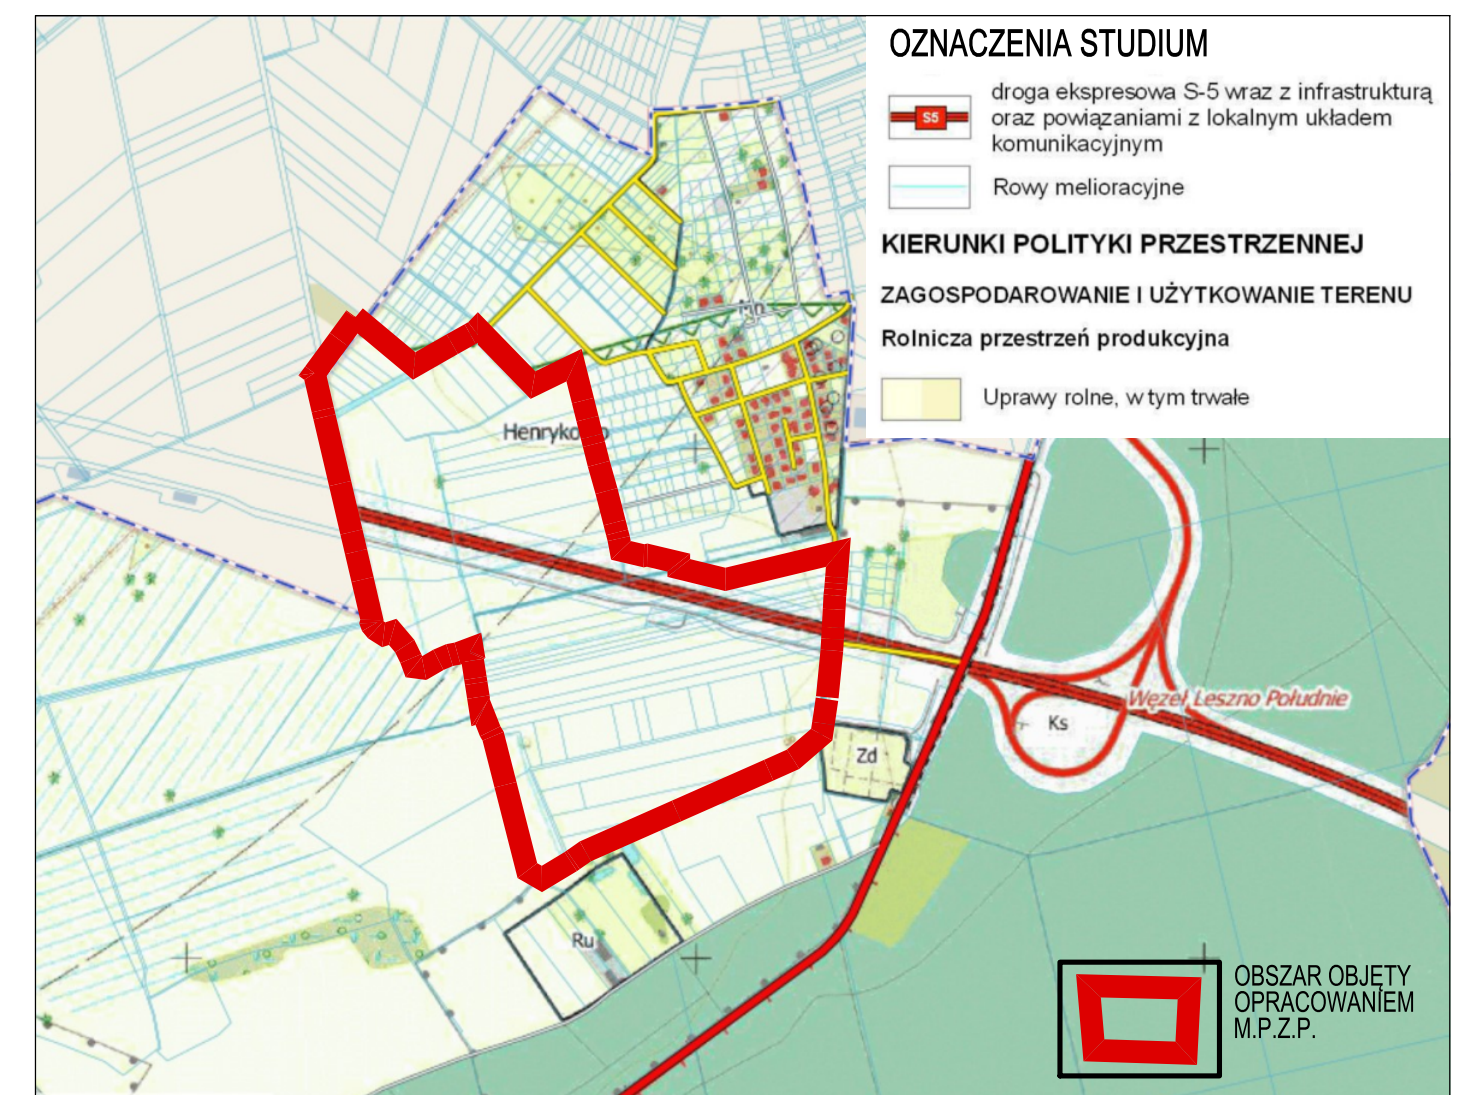 OZNACZENIA STUDIUM
S5
droga ekspresowa S-5 wraz z infrastrukturą
oraz powiązaniami z lokalnym układem
komunikacyjnym
Rowy melioracyjne
KIERUNKI POLITYKI PRZESTRZENNEJ
ZAGOSPODAROWANIE I UŻYTKOWANIE TERENU
Rolnicza przestrzeń produkcyjna
Uprawy rolne, w tym trwałe
Mn
Węzeł Leszno Południe
Ks
Zd
Ru
OBSZAR OBJĘTY
OPRACOWANIEM
M.P.Z.P.